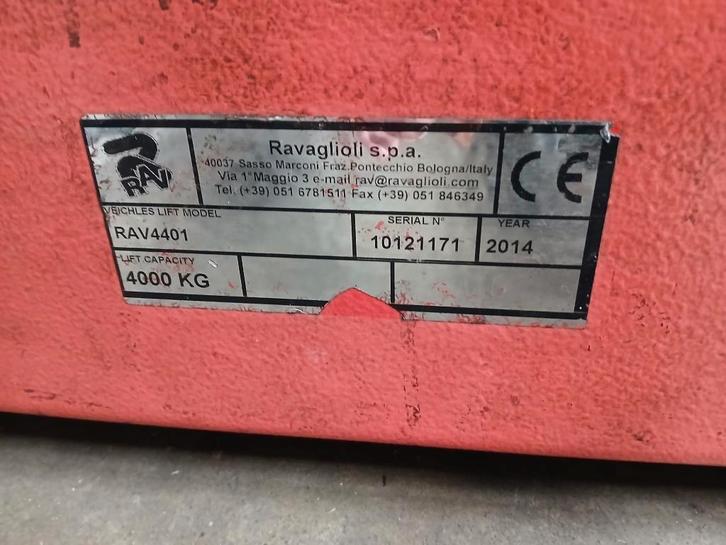 RAV
Ravaglioli s.p.a.
40037 Sasso Marconi Fraz.Pontecchio Bologna/Italy
Via 1°Maggio 3 e-mail rav@ravaglioli.com
Tel. (+39) 051 6781511 Fax (+39) 051 846349
CE
VEICHLES LIFT MODEL
RAV4401
SERIAL N°
10121171
YEAR
2014
LIFT CAPACITY
4000 KG